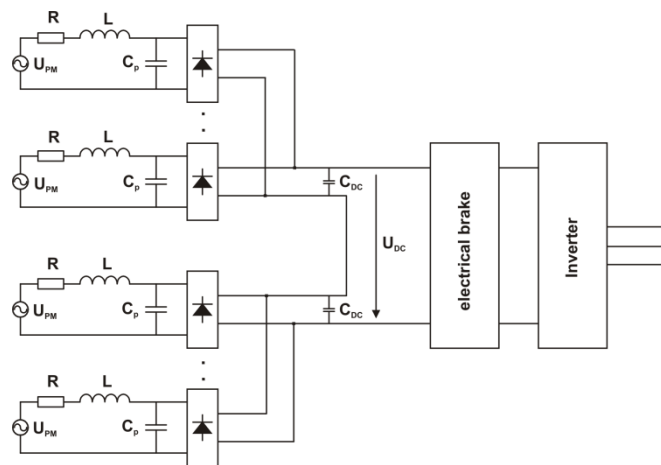 R L
U_PM C_p
R L
U_PM C_p
C_DC
U_DC
R L
U_PM C_p
C_DC
R L
U_PM C_p
electrical brake
Inverter